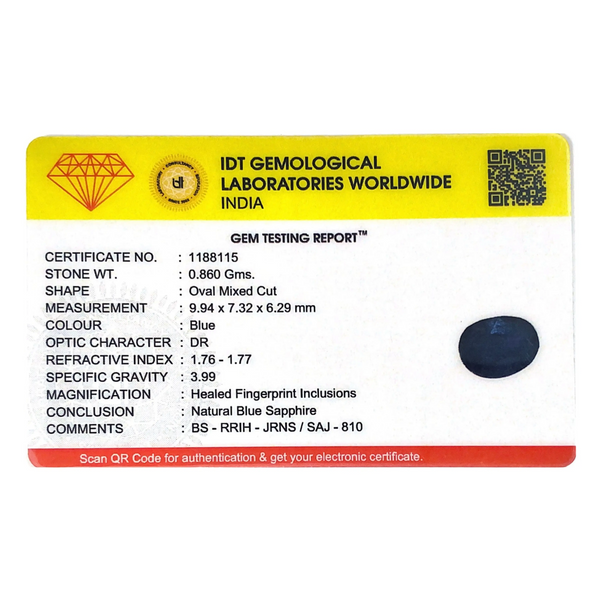 IDT GEMOLOGICAL
LABORATORIES WORLDWIDE
INDIA
GEM TESTING REPORT™
CERTIFICATE NO. : 1188115
STONE WT. : 0.860 Gms.
SHAPE : Oval Mixed Cut
MEASUREMENT : 9.94 x 7.32 x 6.29 mm
COLOUR : Blue
OPTIC CHARACTER : DR
REFRACTIVE INDEX : 1.76 - 1.77
SPECIFIC GRAVITY : 3.99
MAGNIFICATION : Healed Fingerprint Inclusions
CONCLUSION : Natural Blue Sapphire
COMMENTS : BS - RRIH - JRNS / SAJ - 810
Scan QR Code for authentication & get your electronic certificate.